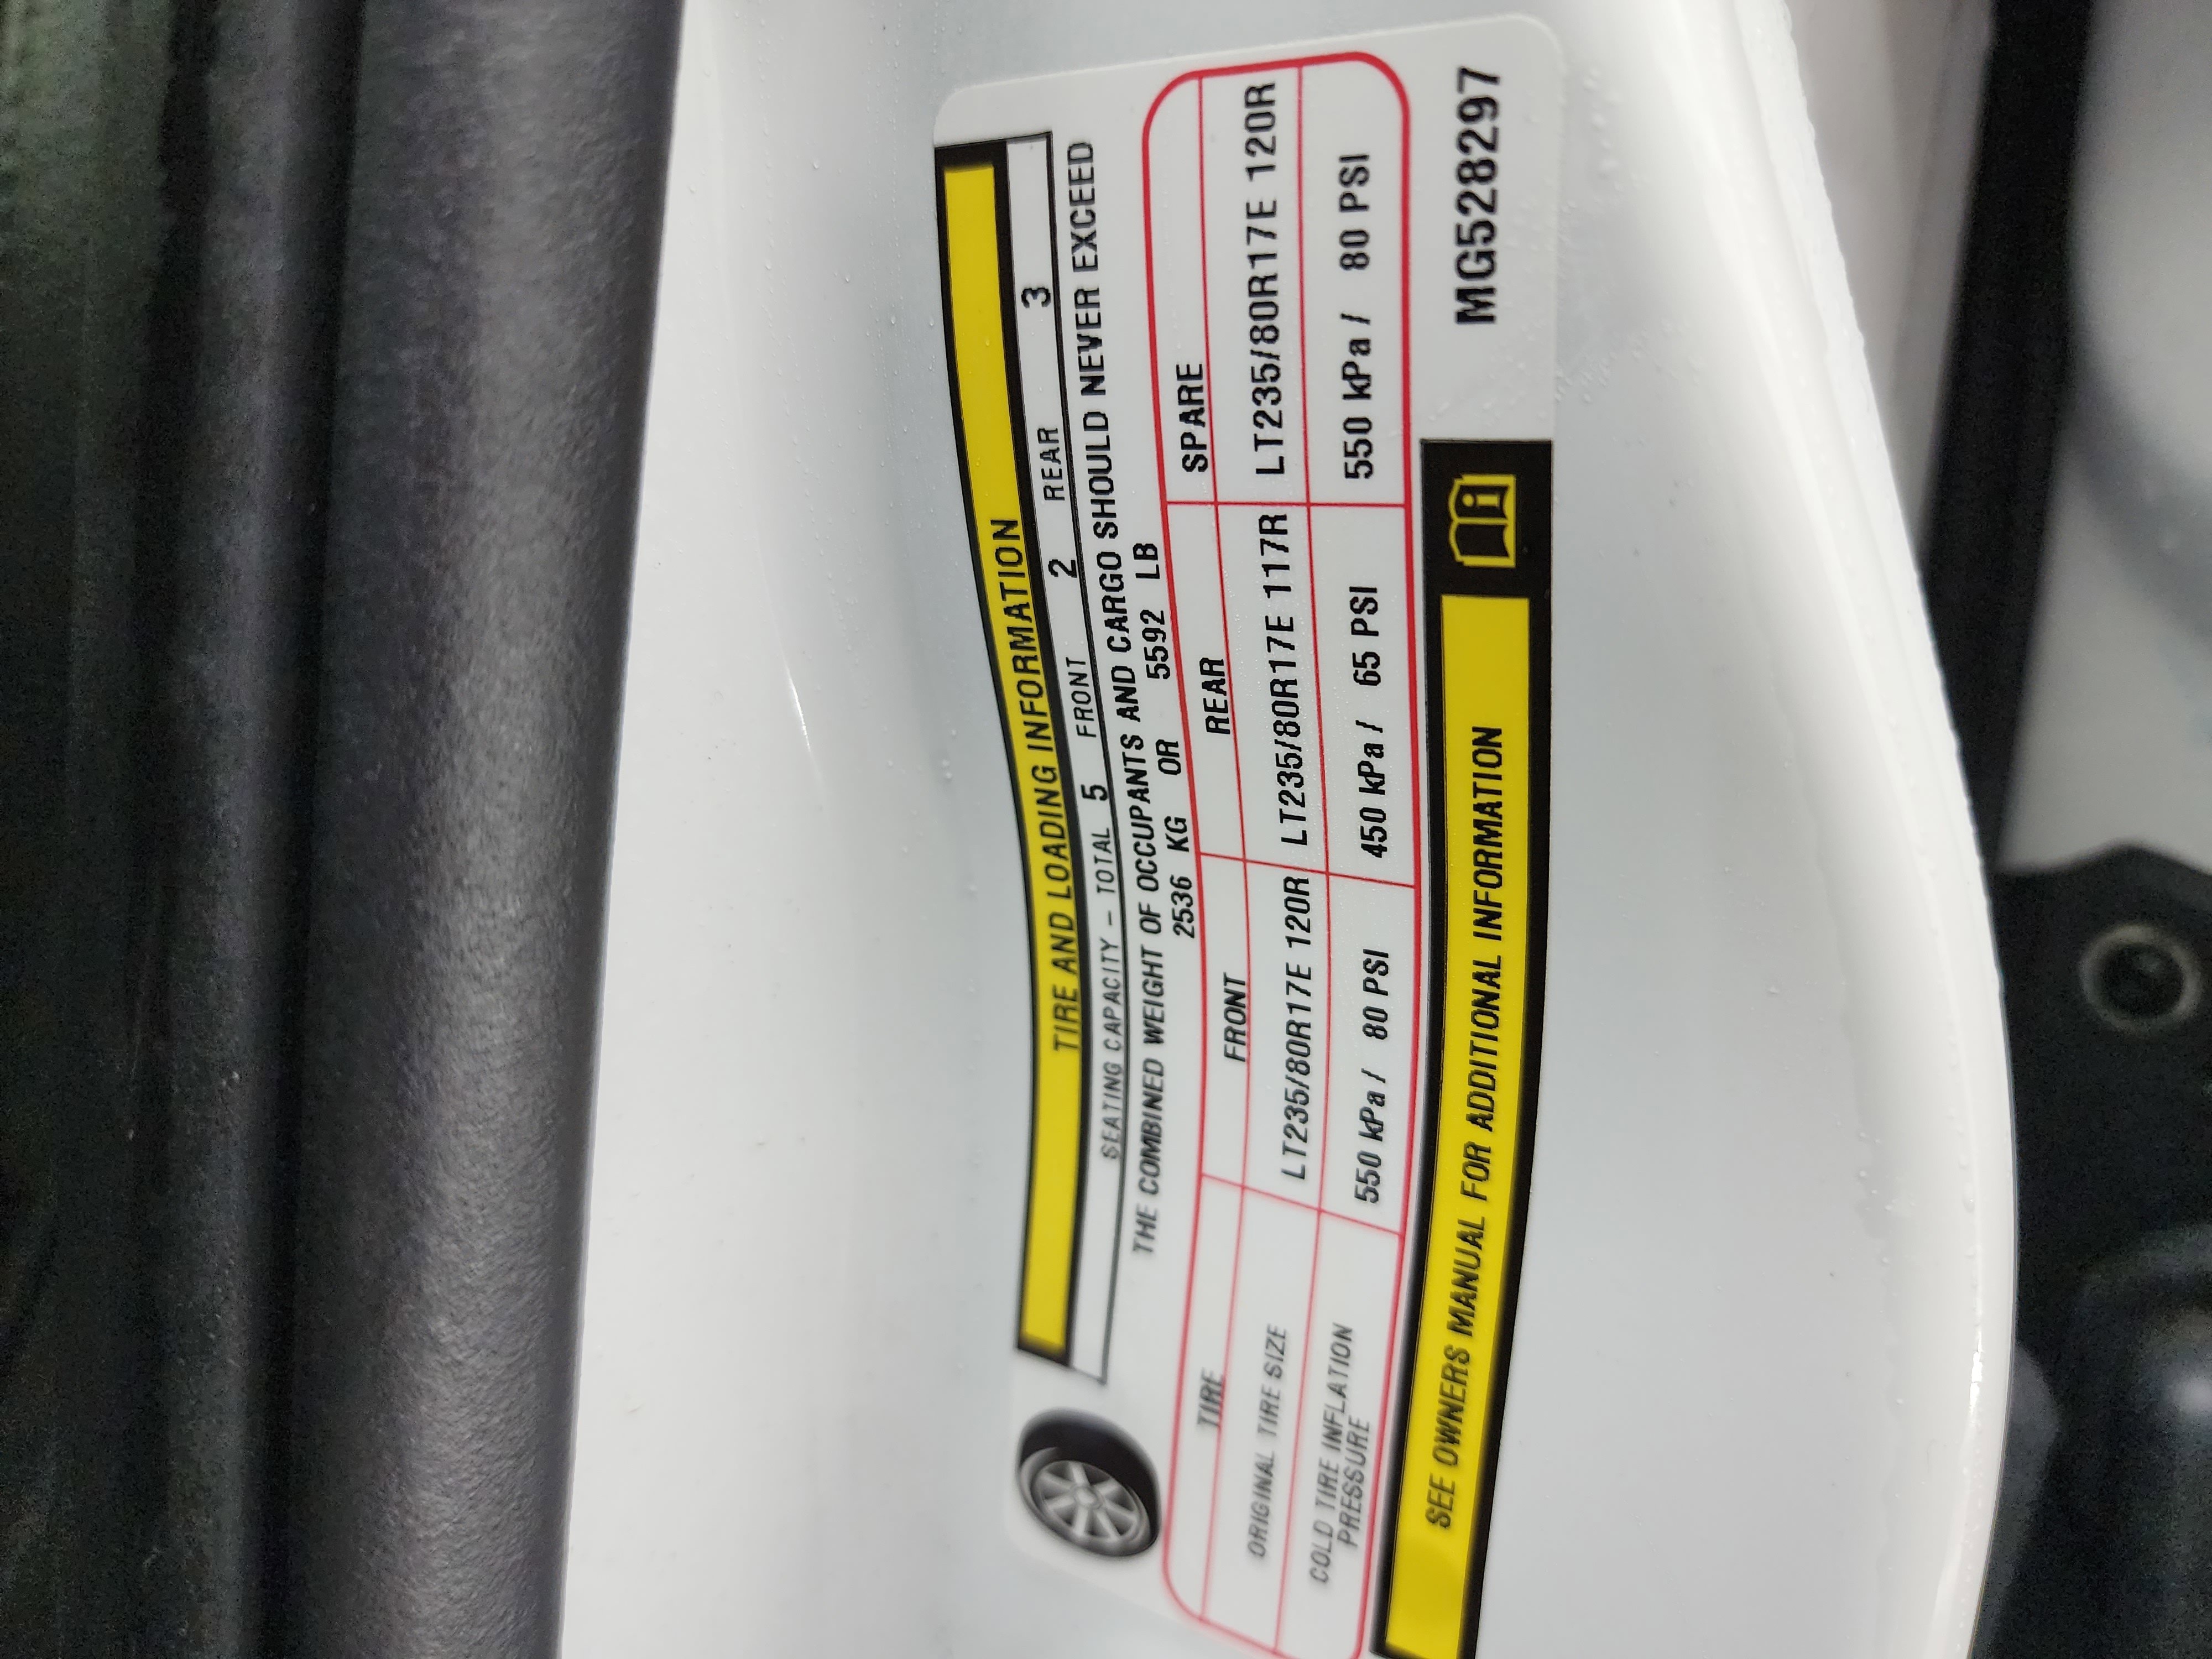 TIRE AND LOADING INFORMATION
SEATING CAPACITY - TOTAL 5 FRONT 2 REAR 3
THE COMBINED WEIGHT OF OCCUPANTS AND CARGO SHOULD NEVER EXCEED
2536 KG OR 5592 LB
TIRE FRONT REAR SPARE
ORIGINAL TIRE SIZE LT235/80R17E 120R LT235/80R17E 117R LT235/80R17E 120R
COLD TIRE INFLATION PRESSURE 550 kPa / 80 PSI 450 kPa / 65 PSI 550 kPa / 80 PSI
SEE OWNERS MANUAL FOR ADDITIONAL INFORMATION
MG528297